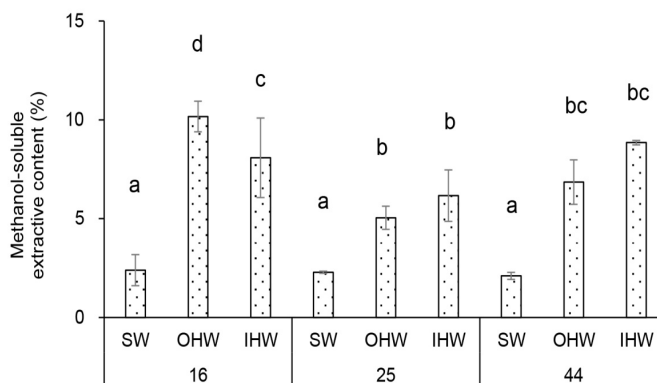 Methanol-soluble
extractive content (%)
15
10
5
0
a
d
c
a
b
b
a
bc
bc
SW OHW IHW SW OHW IHW SW OHW IHW
16 25 44